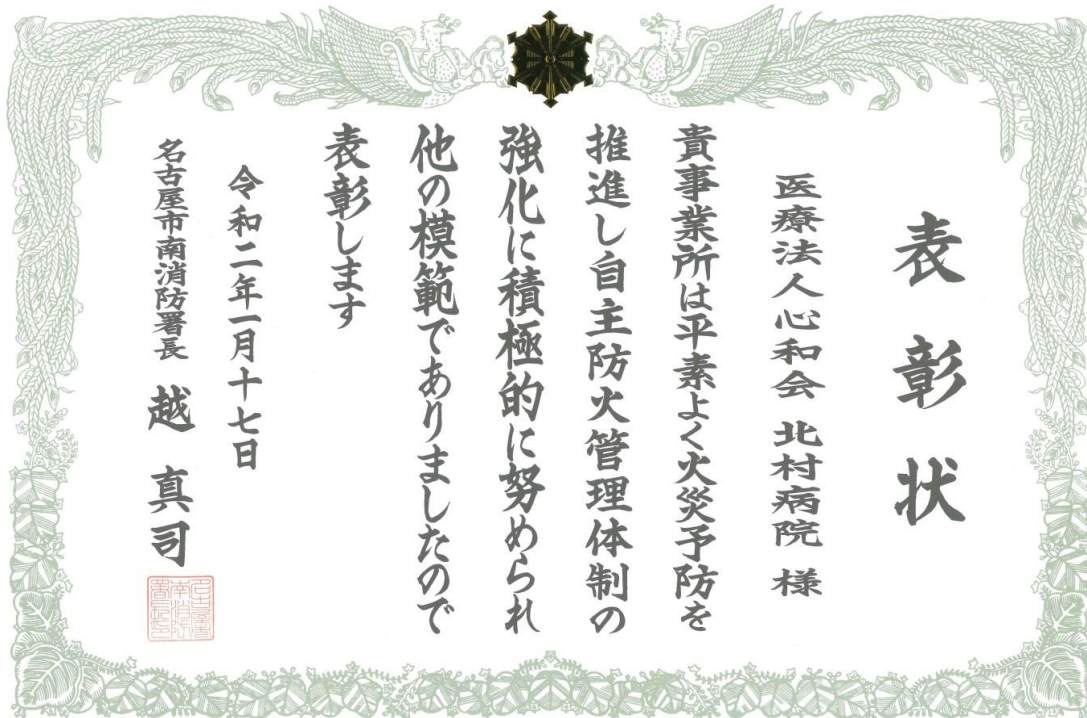 表彰状
医療法人心和会 北村病院 様
貴事業所は平素よく火災予防を
推進し自主防火管理体制の
強化に積極的に努められ
他の模範でありましたので
表彰します
令和二年一月十七日
名古屋市南消防署長 越 真司